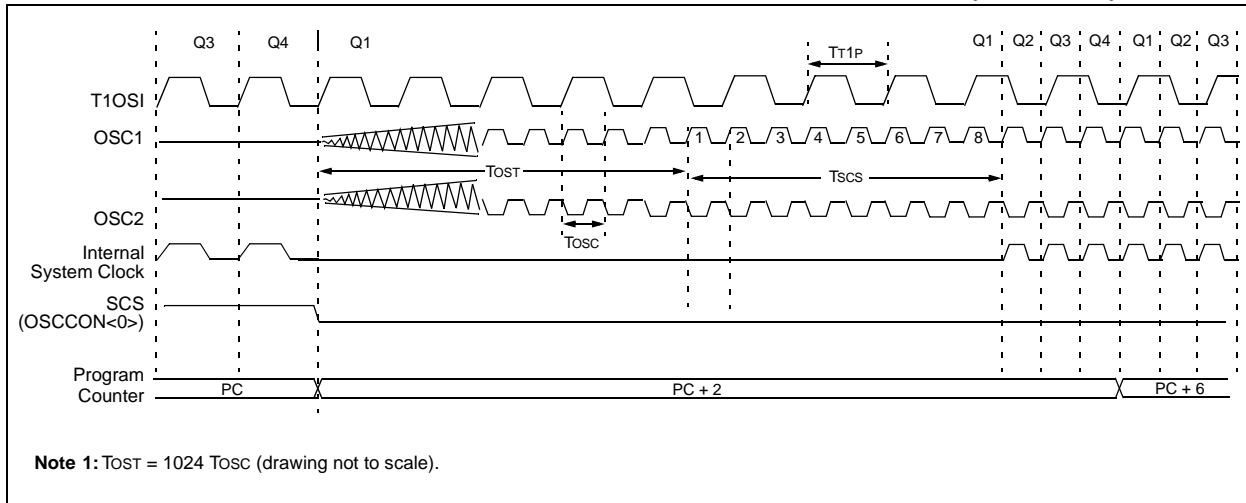 Q3 Q4 Q1 Q1 Q2 Q3 Q4 Q1 Q2 Q3
TT1P
T1OSI
OSC1
1 2 3 4 5 6 7 8
TOST
TSCS
OSC2
TOSC
Internal
System Clock
SCS
(OSCCON<0>)
Program
Counter
PC
PC + 2
PC + 6
Note 1: TOST = 1024 TOSC (drawing not to scale).